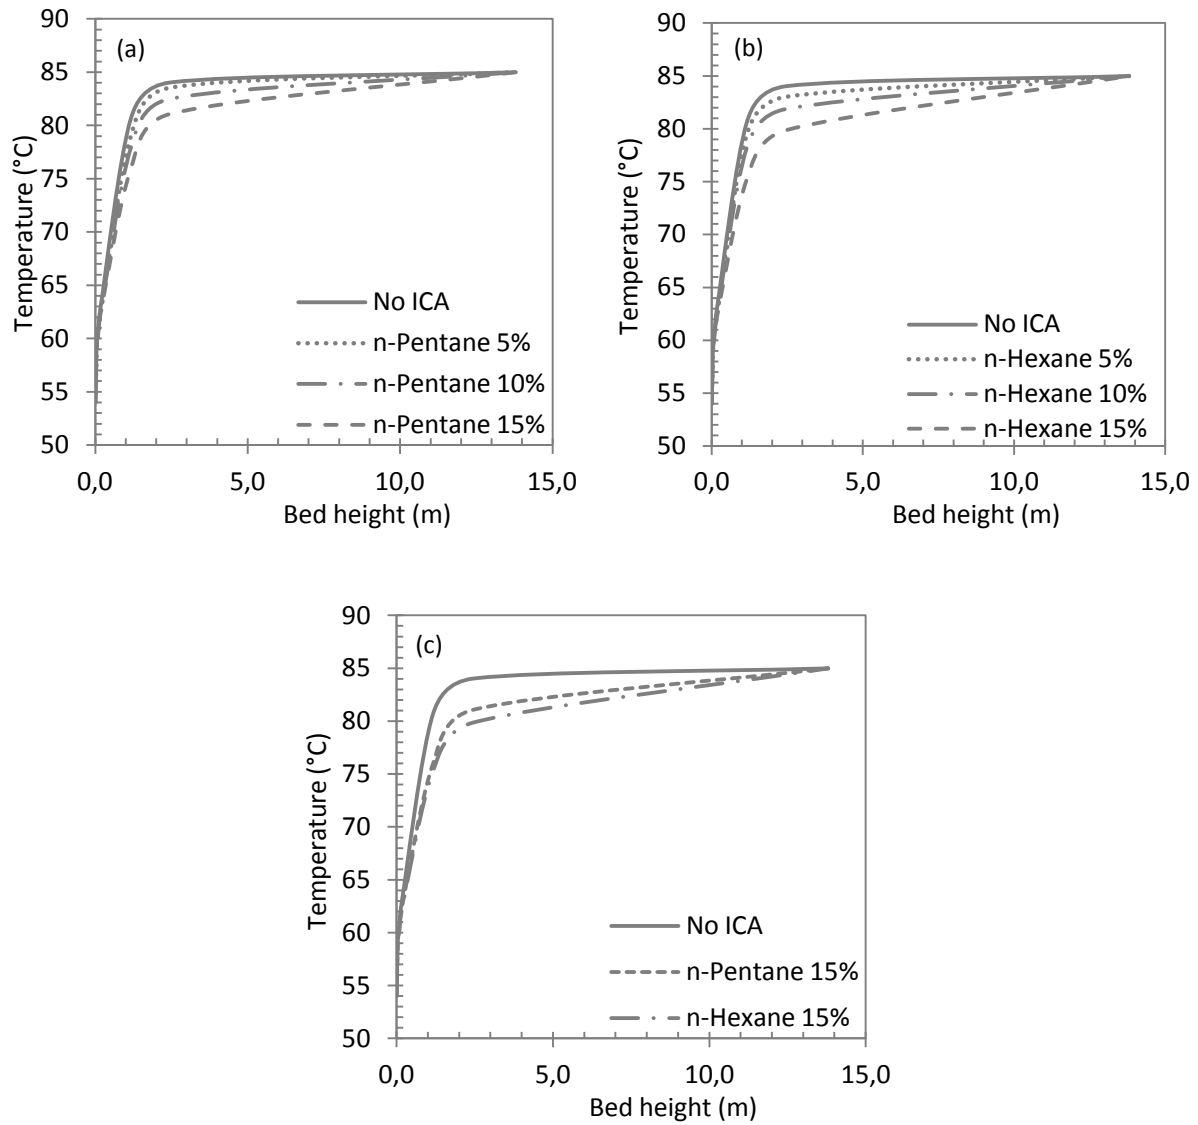 (a)
90
85
80
75
70
65
60
55
50
Temperature (°C)
No ICA
n-Pentane 5%
n-Pentane 10%
n-Pentane 15%
0,0 5,0 10,0 15,0
Bed height (m)
(b)
90
85
80
75
70
65
60
55
50
Temperature (°C)
No ICA
n-Hexane 5%
n-Hexane 10%
n-Hexane 15%
0,0 5,0 10,0 15,0
Bed height (m)
(c)
90
85
80
75
70
65
60
55
50
Temperature (°C)
No ICA
n-Pentane 15%
n-Hexane 15%
0,0 5,0 10,0 15,0
Bed height (m)